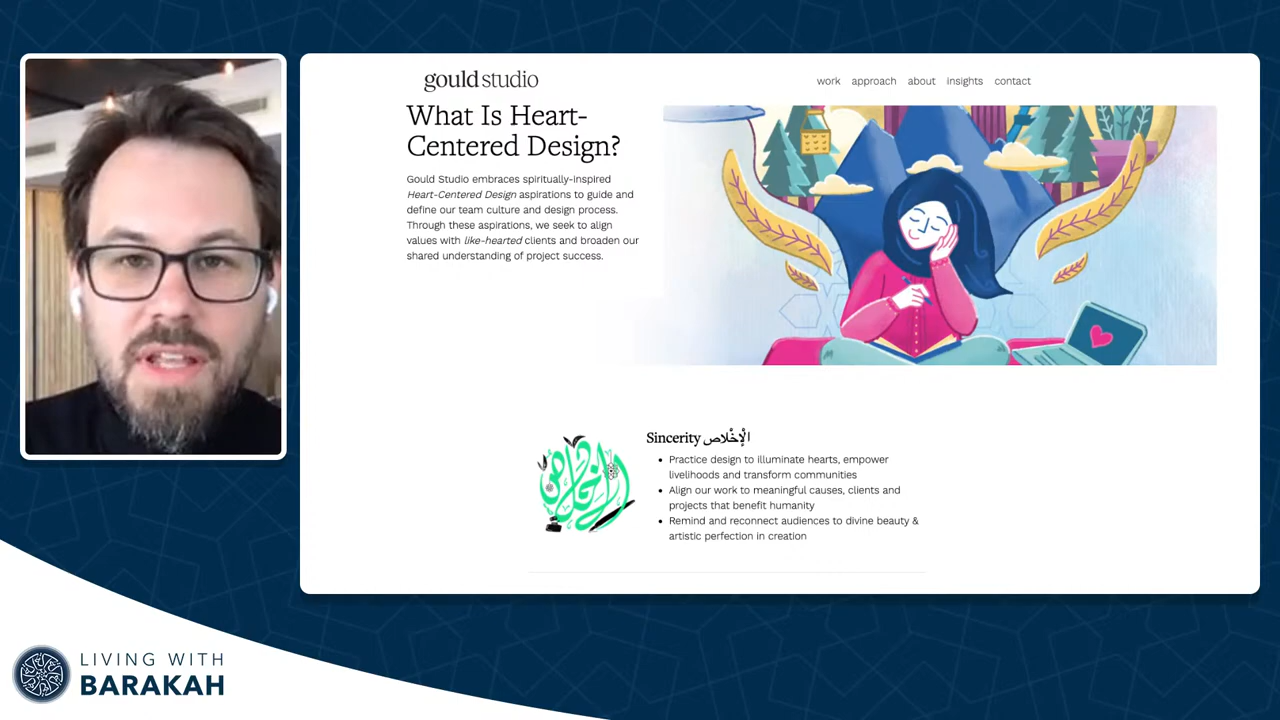 gould studio
work approach about insights contact
What Is Heart-
Centered Design?
Gould Studio embraces spiritually-inspired
Heart-Centered Design aspirations to guide and
define our team culture and design process.
Through these aspirations, we seek to align
values with like-hearted clients and broaden our
shared understanding of project success.
Sincerity الْإِخْلَاص
الإخلاص
Practice design to illuminate hearts, empower
livelihoods and transform communities
Align our work to meaningful causes, clients and
projects that benefit humanity
Remind and reconnect audiences to divine beauty &
artistic perfection in creation
LIVING WITH
BARAKAH